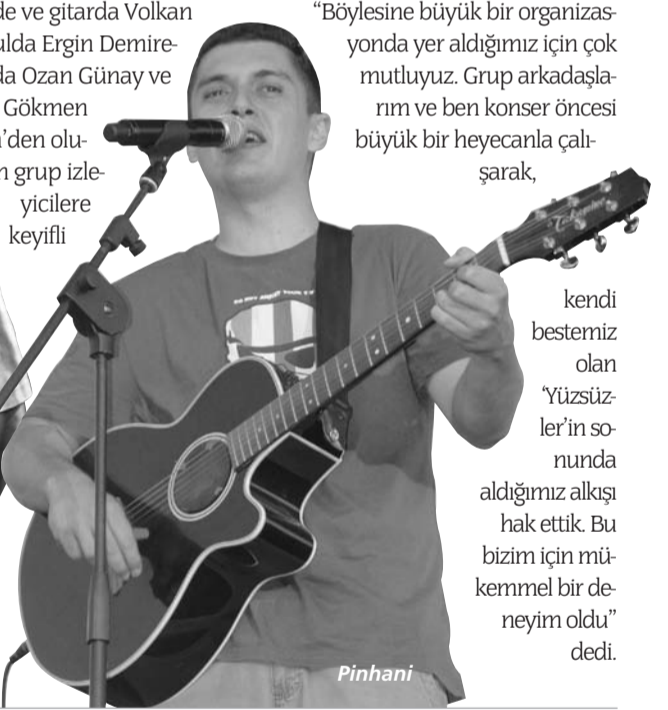 de ve gitarda Volkan
ulda Ergin Demire-
da Ozan Günay ve
Gökmen
n’den olu-
n grup izle-
yicilere
keyifli
“Böylesine büyük bir organizas-
yonda yer aldığımız için çok
mutluyuz. Grup arkadaşla-
rım ve ben konser öncesi
büyük bir heyecanla çalı-
şarak,
kendi
bestemiz
olan
‘Yüzsüz-
ler’in so-
nunda
aldığımız alkışı
hak ettik. Bu
bizim için mü-
kemmel bir de-
neyim oldu”
dedi.
Takamine
Pinhani